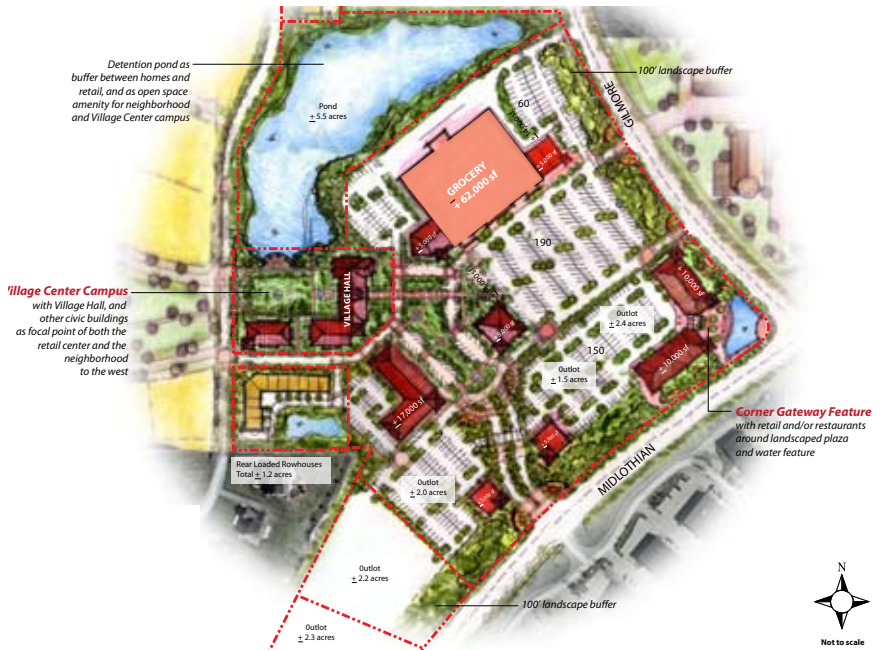 Detention pond as
buffer between homes and
retail, and as open space
amenity for neighborhood
and Village Center campus
Pond
± 5.5 acres
100' landscape buffer
GILMORE
60
GROCERY
± 62,000 sf
± 5,000 sf
± 5,000 sf
190
± 10,000 sf
Outlot
± 2.4 acres
150
Outlot
± 1.5 acres
± 10,000 sf
illage Center Campus
with Village Hall, and
other civic buildings
as focal point of both the
retail center and the
neighborhood
to the west
VILLAGE HALL
± 17,000 sf
Corner Gateway Feature
with retail and/or restaurants
around landscaped plaza
and water feature
MIDLOTHIAN
Rear Loaded Rowhouses
Total ± 1.2 acres
Outlot
± 2.0 acres
Outlot
± 2.2 acres
100' landscape buffer
Outlot
± 2.3 acres
N
Not to scale